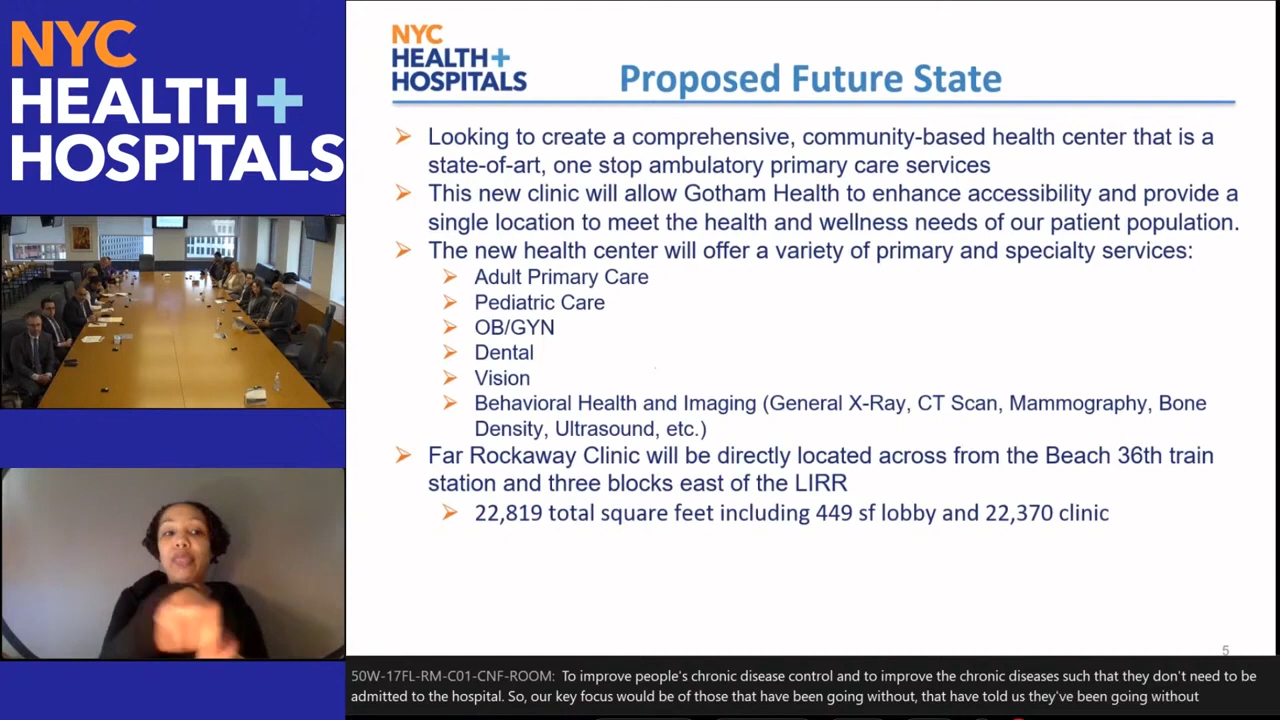 NYC
HEALTH+
HOSPITALS
NYC
HEALTH+
HOSPITALS
Proposed Future State
Looking to create a comprehensive, community-based health center that is a
state-of-art, one stop ambulatory primary care services
This new clinic will allow Gotham Health to enhance accessibility and provide a
single location to meet the health and wellness needs of our patient population.
The new health center will offer a variety of primary and specialty services:
Adult Primary Care
Pediatric Care
OB/GYN
Dental
Vision
Behavioral Health and Imaging (General X-Ray, CT Scan, Mammography, Bone
Density, Ultrasound, etc.)
Far Rockaway Clinic will be directly located across from the Beach 36th train
station and three blocks east of the LIRR
22,819 total square feet including 449 sf lobby and 22,370 clinic
5
50W-17FL-RM-C01-CNF-ROOM: To improve people's chronic disease control and to improve the chronic diseases such that they don't need to be
admitted to the hospital. So, our key focus would be of those that have been going without, that have told us they've been going without